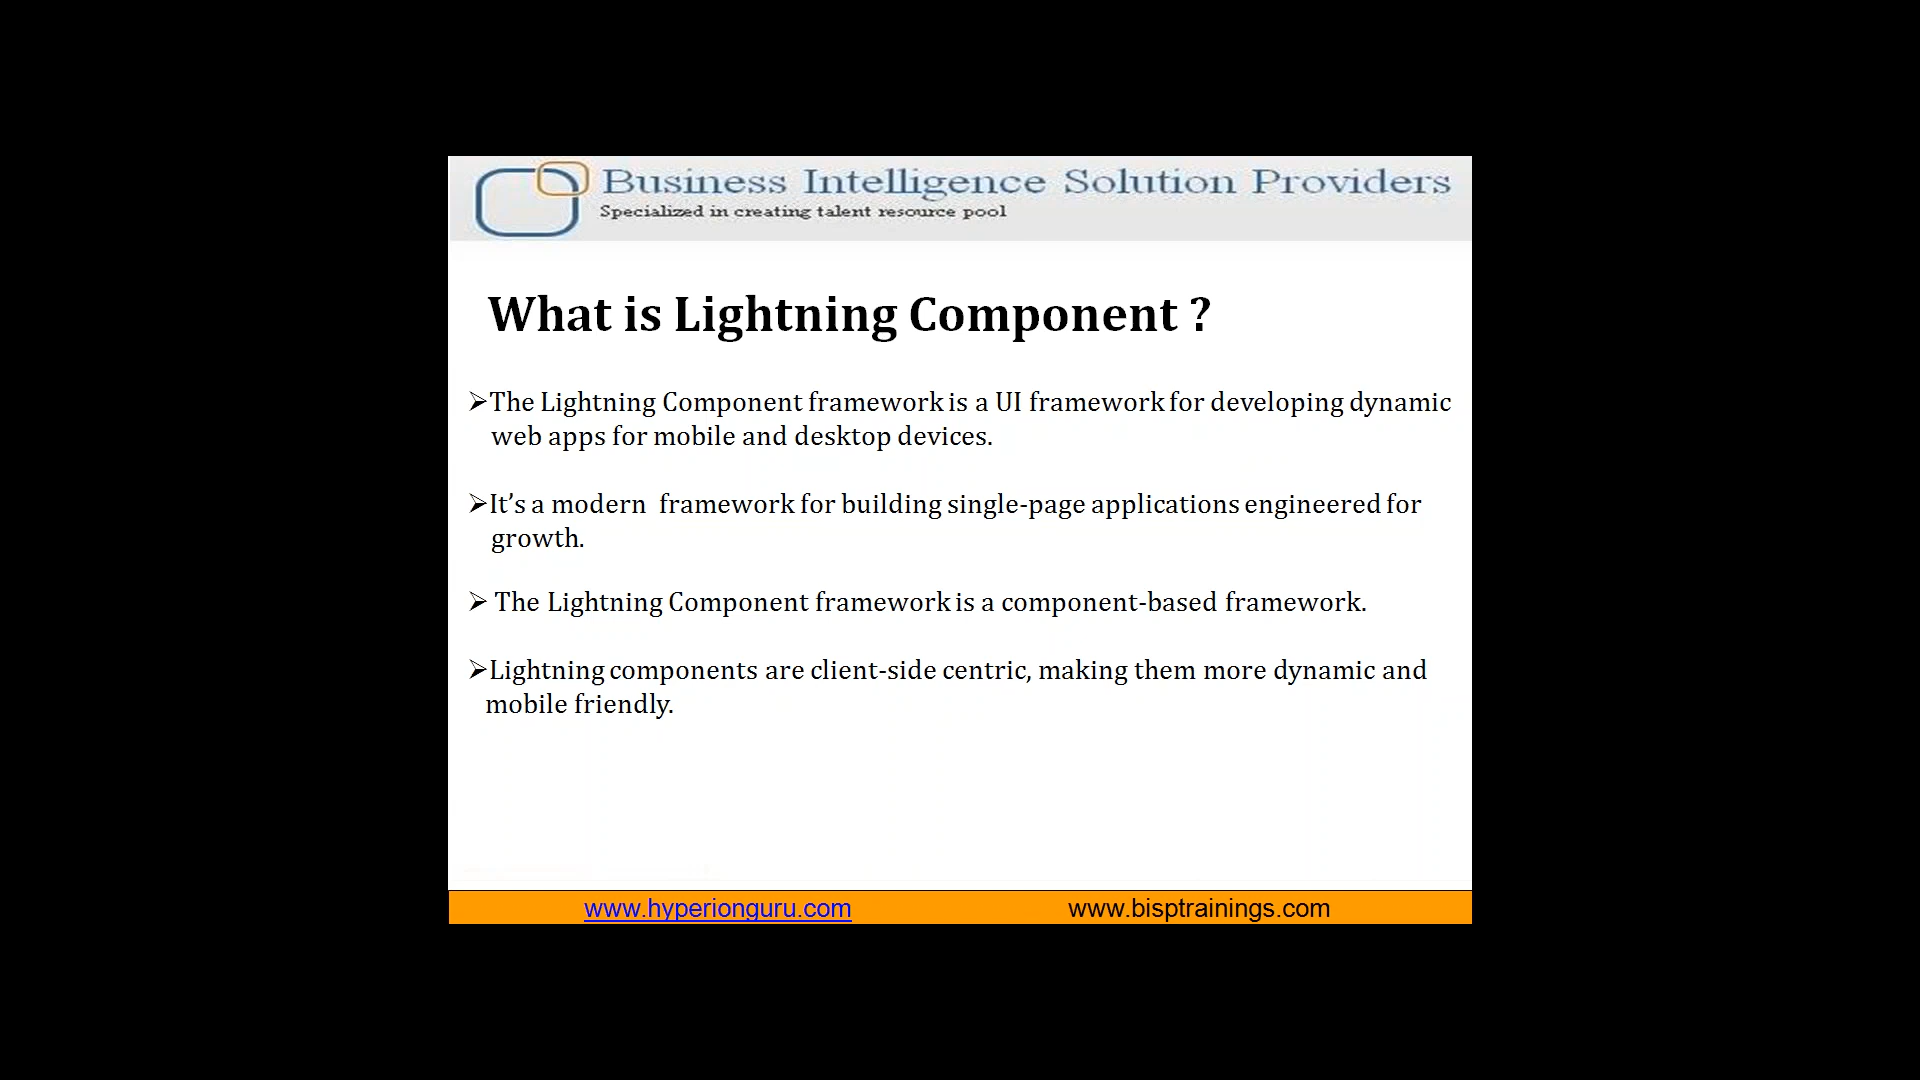 Business Intelligence Solution Providers
Specialized in creating talent resource pool
What is Lightning Component ?
➢The Lightning Component framework is a UI framework for developing dynamic
web apps for mobile and desktop devices.
➢It’s a modern  framework for building single-page applications engineered for
growth.
➢ The Lightning Component framework is a component-based framework.
➢Lightning components are client-side centric, making them more dynamic and
mobile friendly.
www.hyperionguru.com www.bisptrainings.com